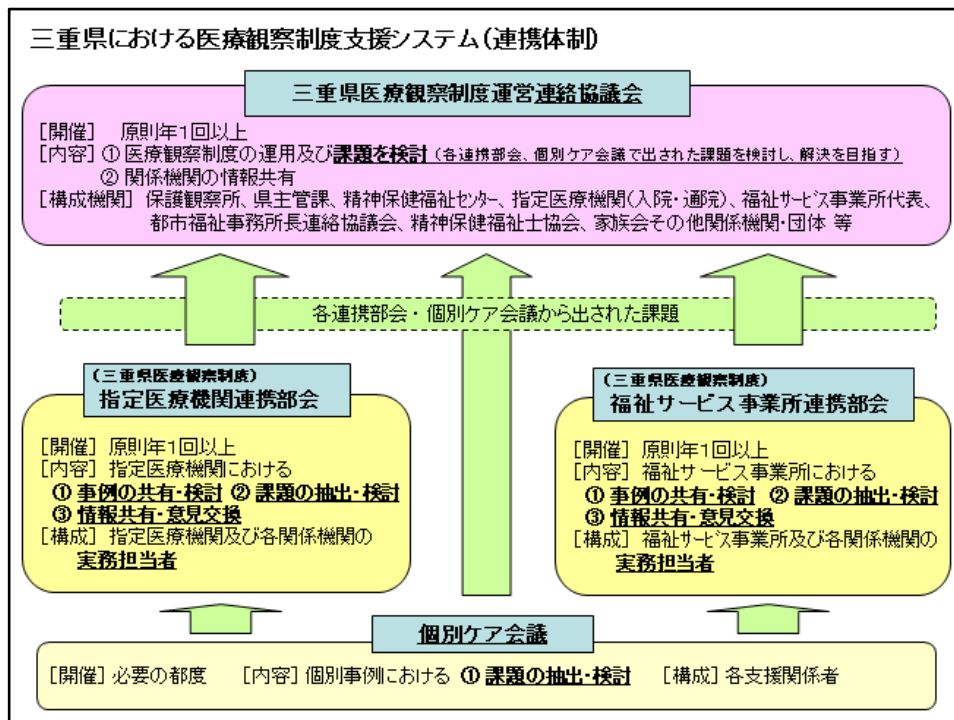 三重県における医療観察制度支援システム(連携体制)
三重県医療観察制度運営連絡協議会
[開催] 原則年1回以上
[内容] ① 医療観察制度の運用及び課題を検討(各連携部会、個別ケア会議で出された課題を検討し、解決を目指す)
② 関係機関の情報共有
[構成機関] 保護観察所、県主管課、精神保健福祉センター、指定医療機関(入院・通院)、福祉サービス事業所代表、
都市福祉事務所長連絡協議会、精神保健福祉士協会、家族会その他関係機関・団体 等
各連携部会・個別ケア会議から出された課題
(三重県医療観察制度)
指定医療機関連携部会
[開催] 原則年1回以上
[内容] 指定医療機関における
① 事例の共有・検討 ② 課題の抽出・検討
③ 情報共有・意見交換
[構成] 指定医療機関及び各関係機関の
実務担当者
(三重県医療観察制度)
福祉サービス事業所連携部会
[開催] 原則年1回以上
[内容] 福祉サービス事業所における
① 事例の共有・検討 ② 課題の抽出・検討
③ 情報共有・意見交換
[構成] 福祉サービス事業所及び各関係機関の
実務担当者
個別ケア会議
[開催] 必要の都度 [内容] 個別事例における ① 課題の抽出・検討 [構成] 各支援関係者